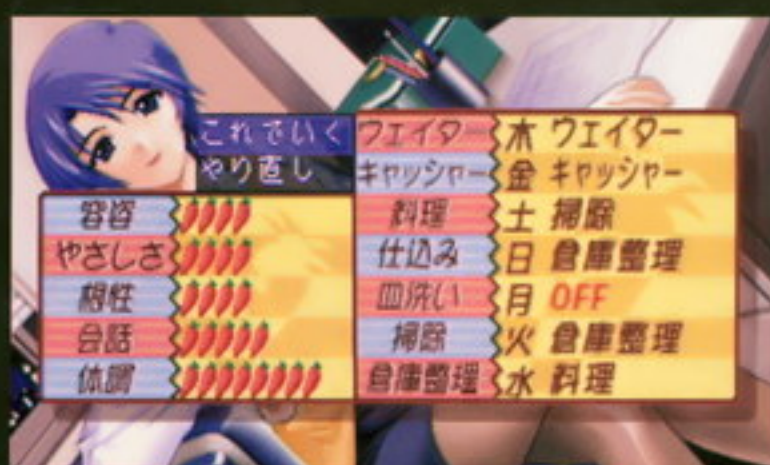 これでいく
やり直し
容姿
やさしさ
根性
会話
体調
ウェイター
キャッシャー
料理
仕込み
皿洗い
掃除
倉庫整理
木 ウェイター
金 キャッシャー
土 掃除
日 倉庫整理
月 OFF
火 倉庫整理
水 料理